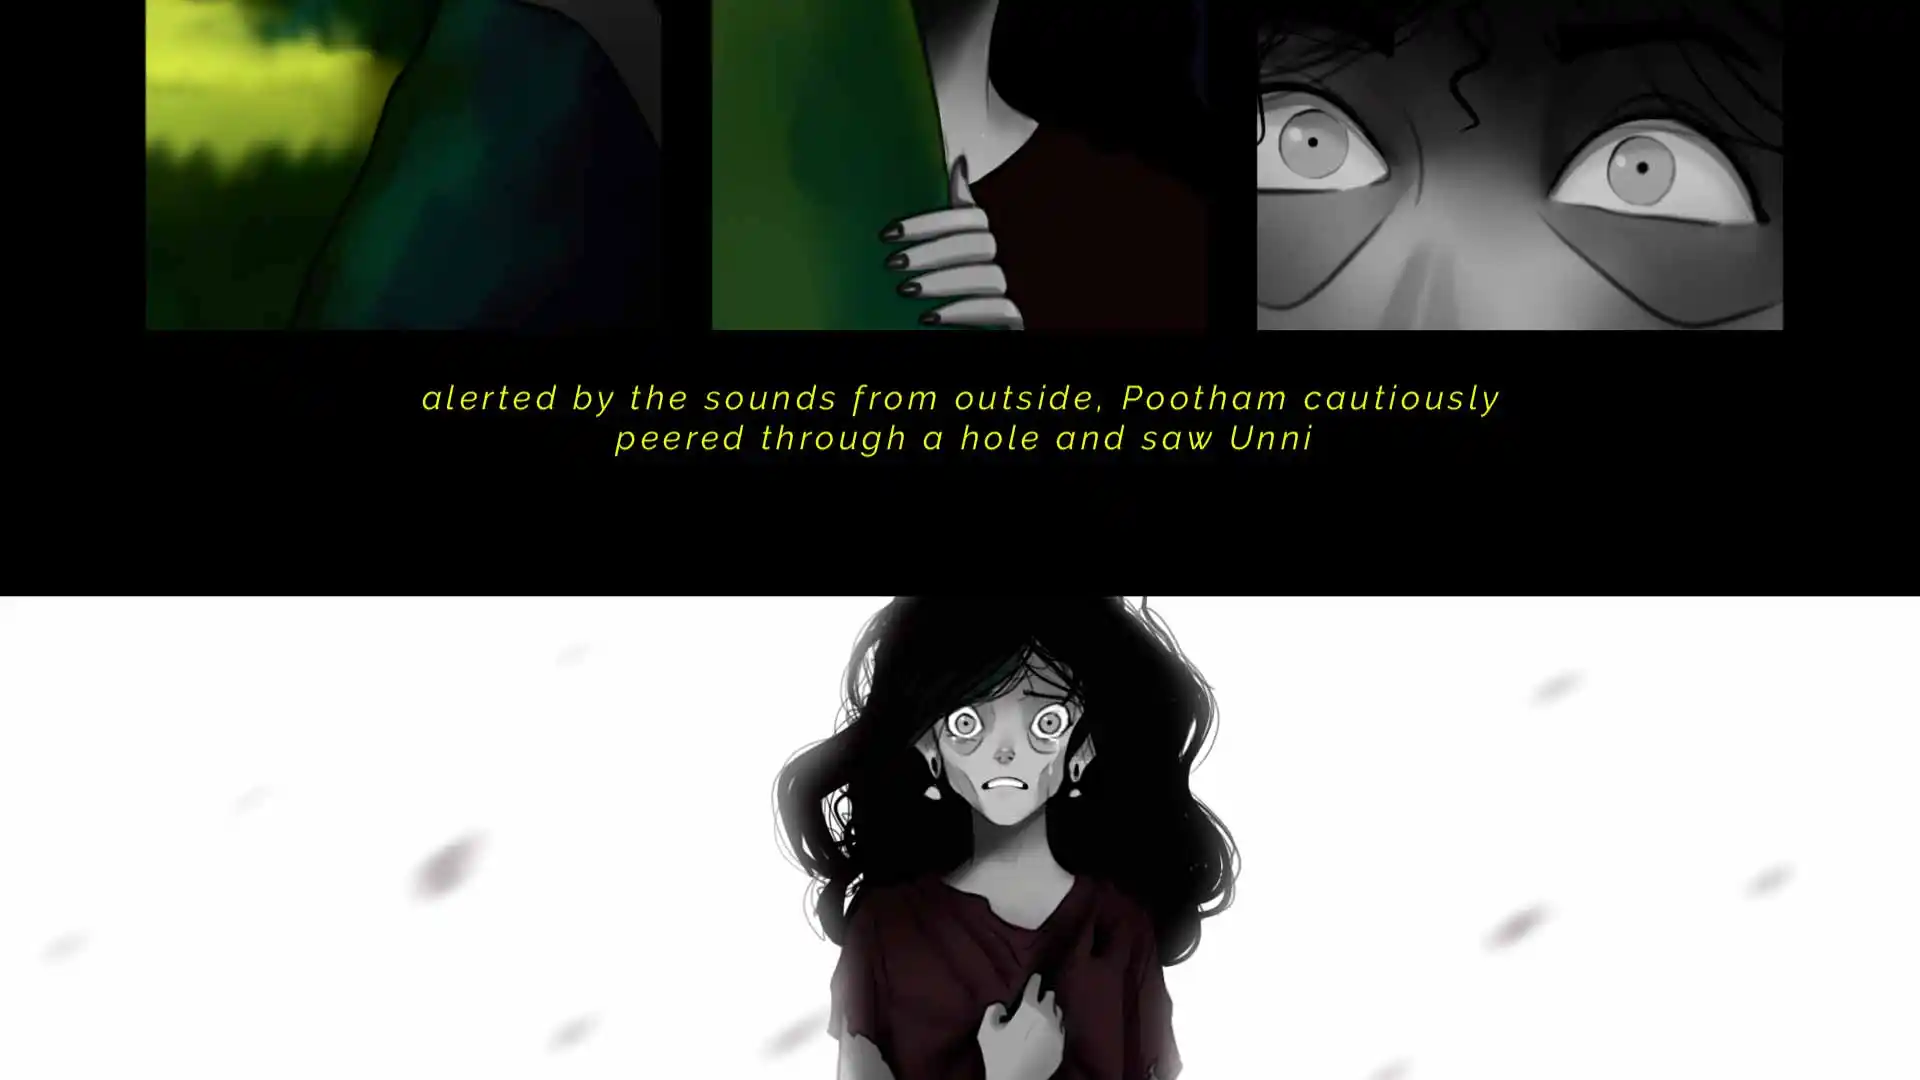 alerted by the sounds from outside, Pootham cautiously
peered through a hole and saw Unni